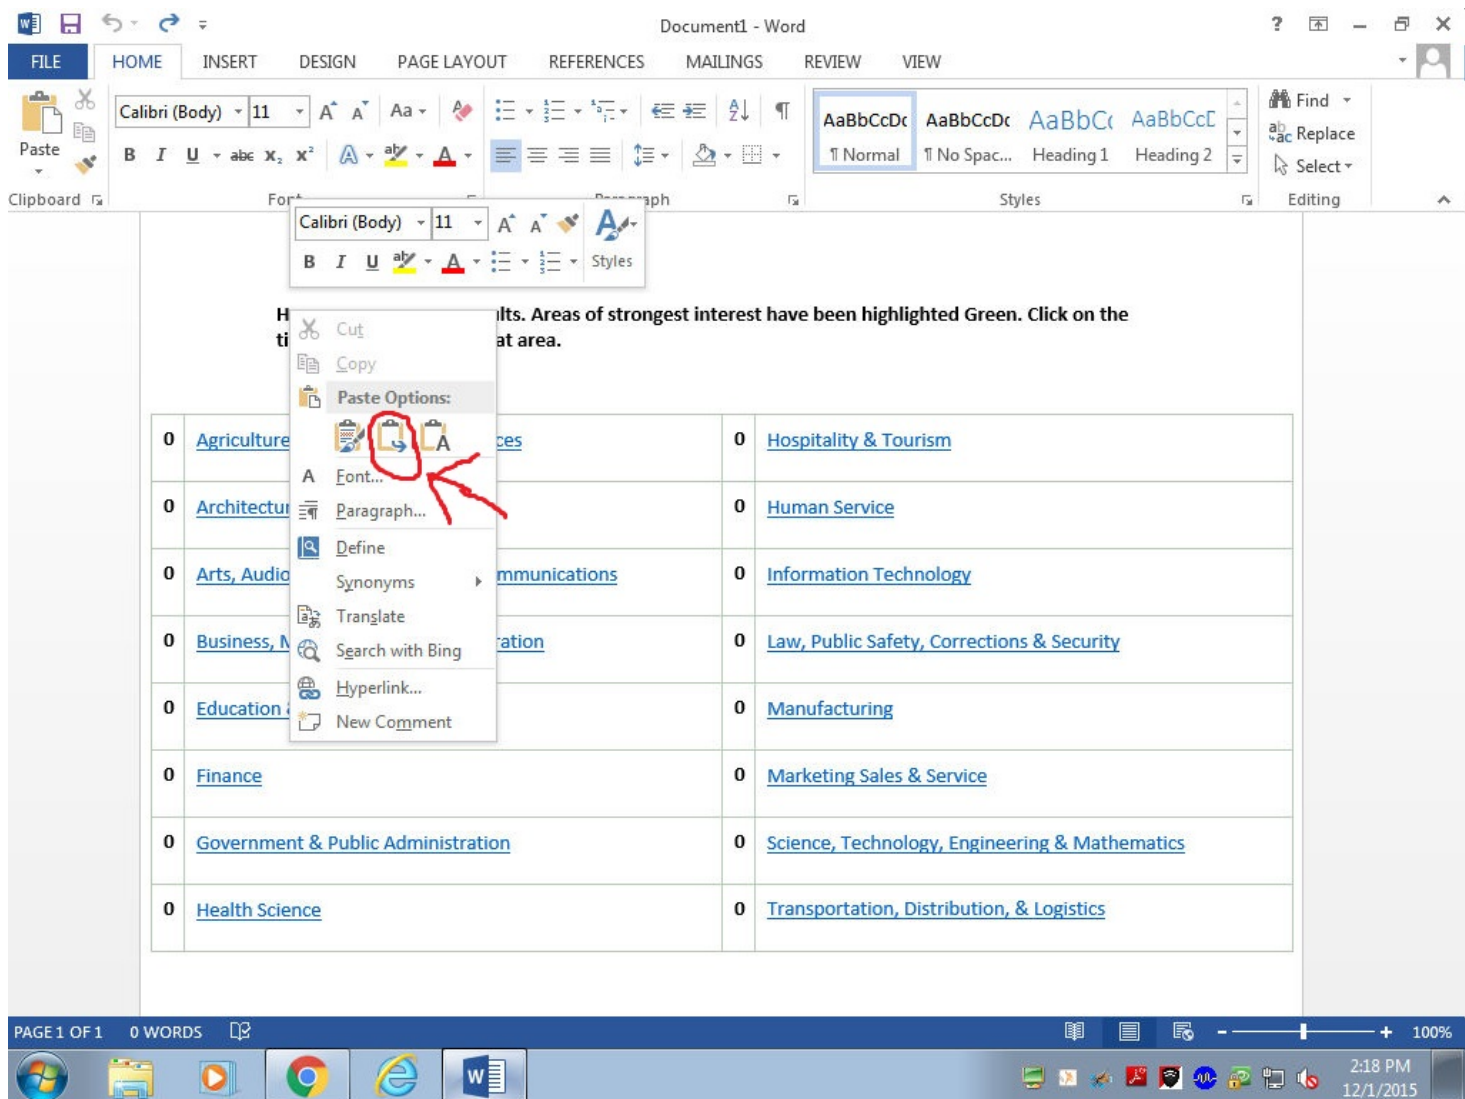 Document1 - Word
?
FILE HOME INSERT DESIGN PAGE LAYOUT REFERENCES MAILINGS REVIEW VIEW
Calibri (Body) 11 Aa
Paste
B I U abc X₂ X² A
AaBbCcDc AaBbCcDc AaBbCc AaBbCcD
¶ Normal ¶ No Spac... Heading 1 Heading 2
Find
Replace
Select
Clipboard Styles Editing
Calibri (Body) 11
B I U A Styles
lts. Areas of strongest interest have been highlighted Green. Click on the
at area.
Cut
Copy
Paste Options:
Font...
Paragraph...
Define
Synonyms
Translate
Search with Bing
Hyperlink...
New Comment
0 Agriculture 0 Hospitality & Tourism
0 0 Human Service
0 Arts, Audio 0 Information Technology
0 Business, 0 Law, Public Safety, Corrections & Security
0 Education 0 Manufacturing
0 Finance 0 Marketing Sales & Service
0 Government & Public Administration 0 Science, Technology, Engineering & Mathematics
0 Health Science 0 Transportation, Distribution, & Logistics
PAGE 1 OF 1 0 WORDS 100%
2:18 PM
12/1/2015